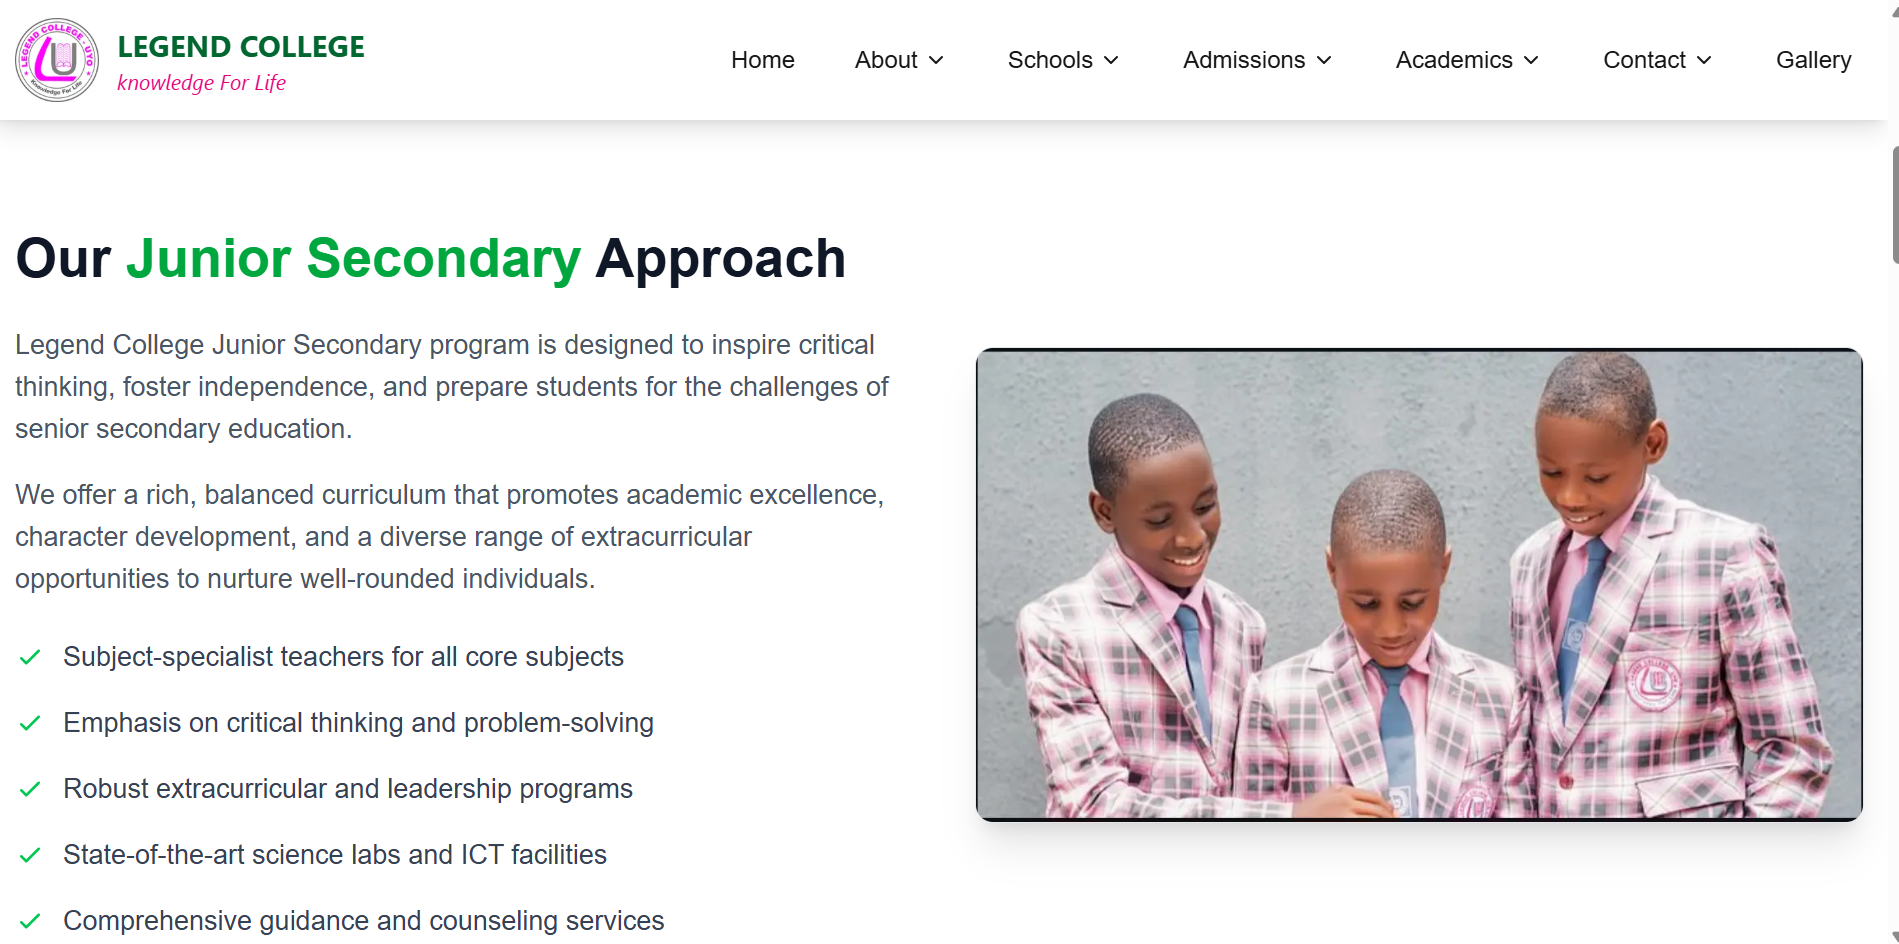 LEGEND COLLEGE - UYO
Knowledge For Life
LEGEND COLLEGE
knowledge For Life
Home
About
Schools
Admissions
Academics
Contact
Gallery
Our Junior Secondary Approach
Legend College Junior Secondary program is designed to inspire critical
thinking, foster independence, and prepare students for the challenges of
senior secondary education.
We offer a rich, balanced curriculum that promotes academic excellence,
character development, and a diverse range of extracurricular
opportunities to nurture well-rounded individuals.
Subject-specialist teachers for all core subjects
Emphasis on critical thinking and problem-solving
Robust extracurricular and leadership programs
State-of-the-art science labs and ICT facilities
Comprehensive guidance and counseling services